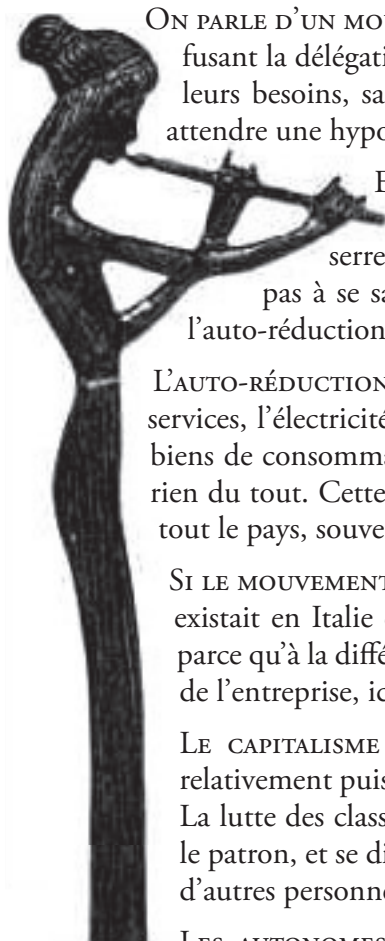 ON PARLE D’UN MOU
fusant la délégati
leurs besoins, sa
attendre une hypo
E
serre
pas à se sa
l’auto-réduction
L’AUTO-RÉDUCTION
services, l’électricité
biens de consomma
rien du tout. Cette
tout le pays, souve
SI LE MOUVEMENT
existait en Italie
parce qu’à la diffé
de l’entreprise, ic
LE CAPITALISME
relativement puis
La lutte des class
le patron, et se di
d’autres personne
LES AUTONOMES